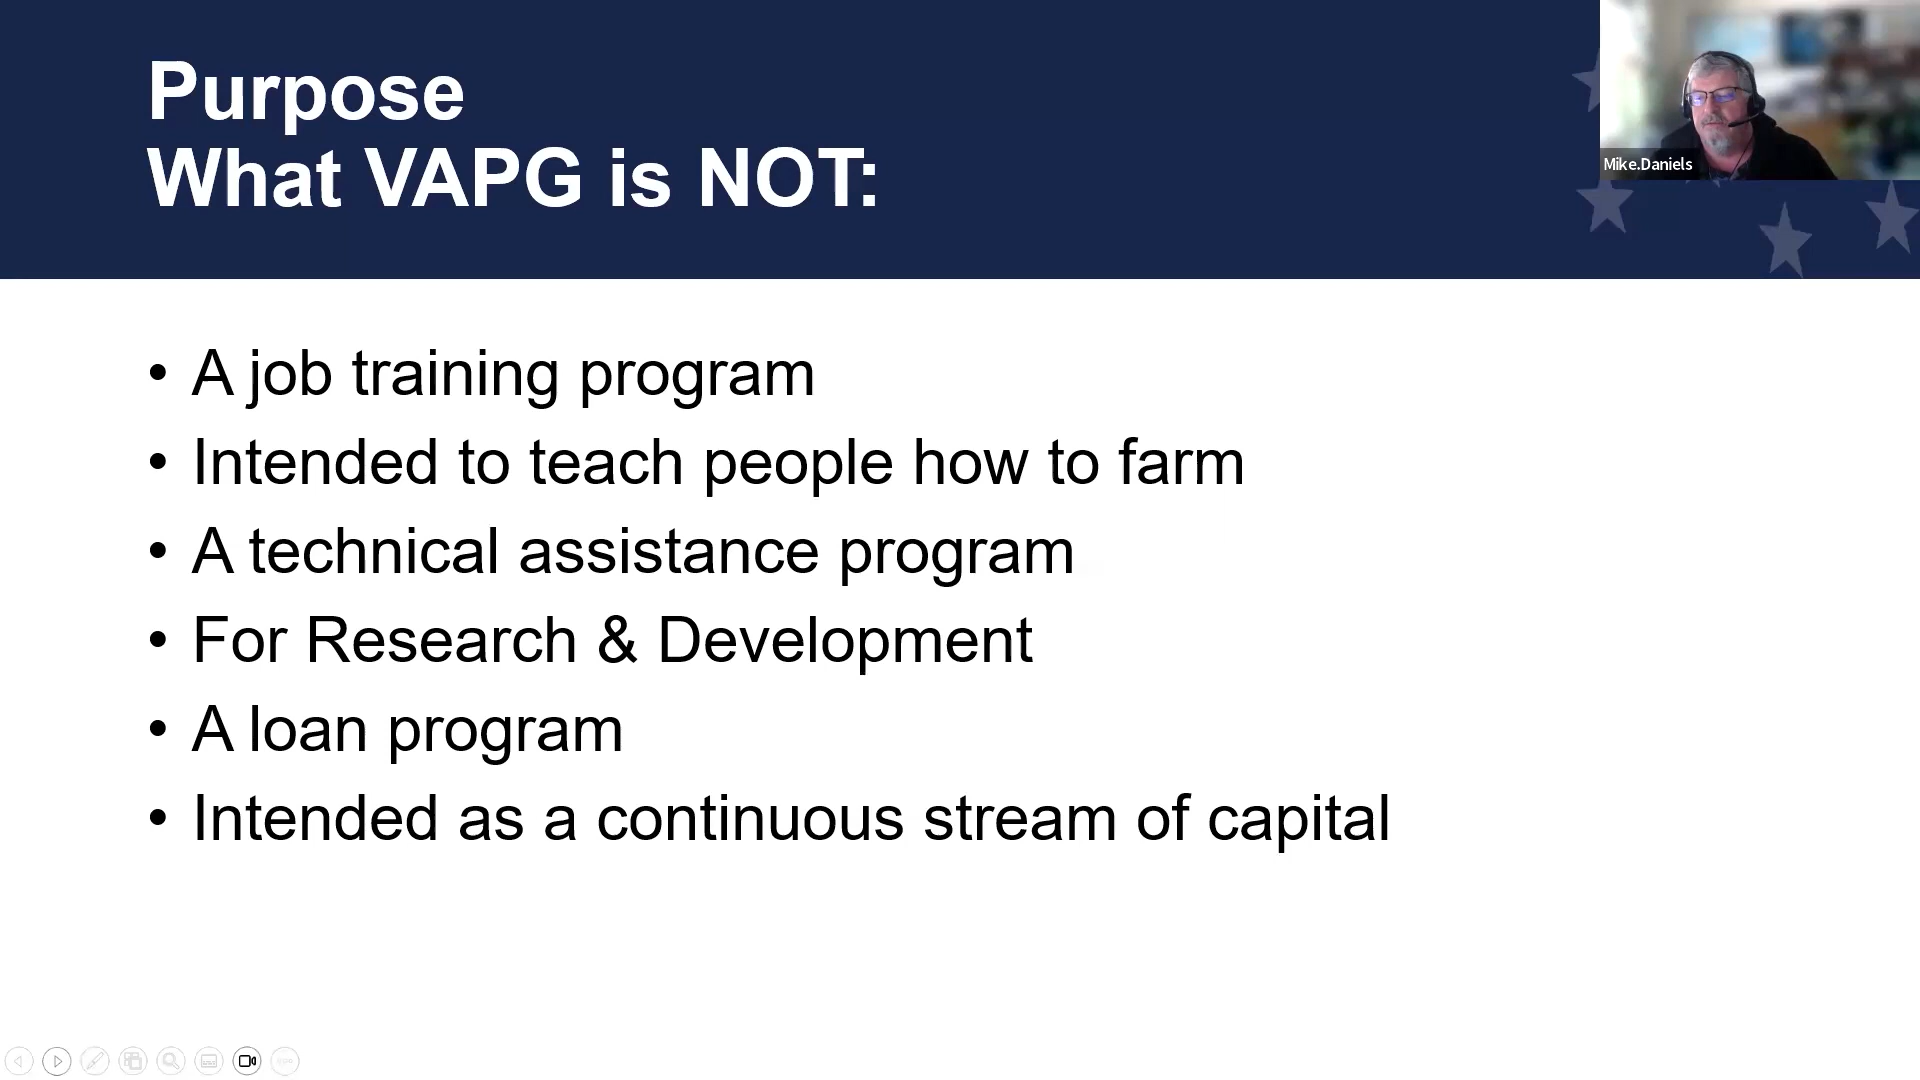 Purpose
What VAPG is NOT:
Mike.Daniels
• A job training program
• Intended to teach people how to farm
• A technical assistance program
• For Research & Development
• A loan program
• Intended as a continuous stream of capital